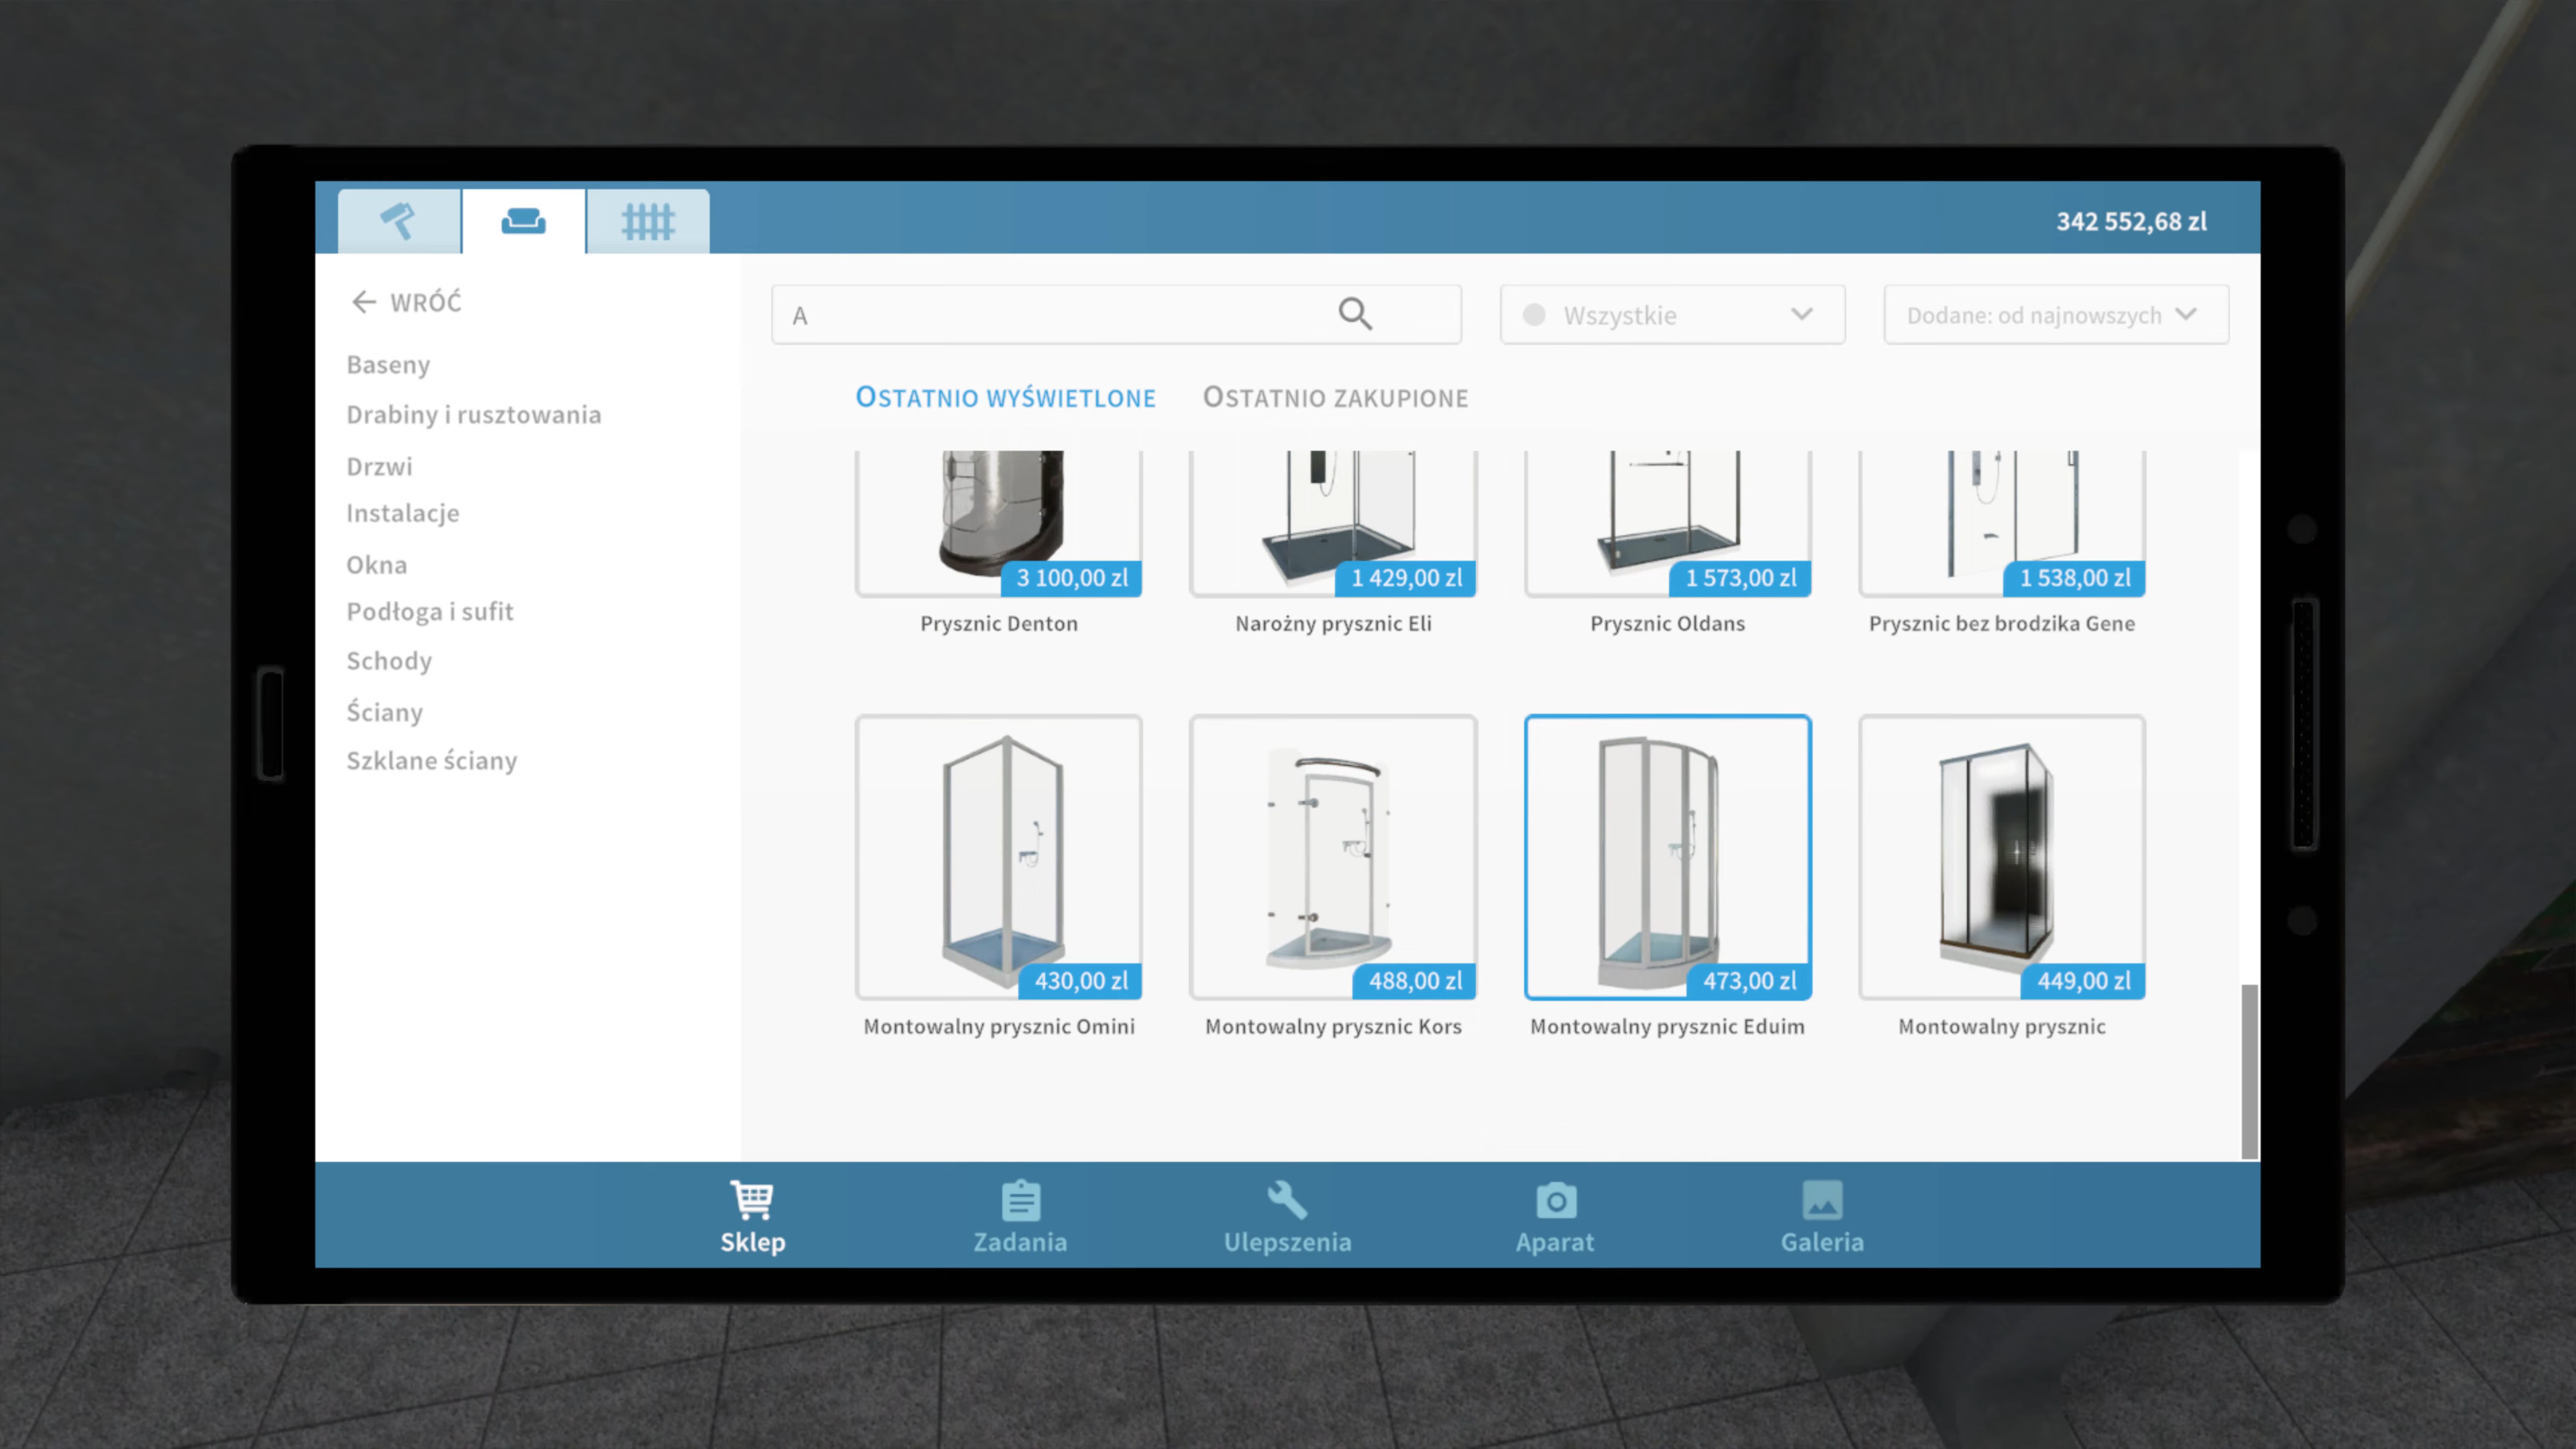 342 552,68 zl
WRÓĆ
A
Wszystkie
Dodane: od najnowszych
Baseny
Drabiny i rusztowania
Drzwi
Instalacje
Okna
Podłoga i sufit
Schody
Ściany
Szklane ściany
OSTATNIO WYŚWIETLONE
OSTATNIO ZAKUPIONE
3 100,00 zl
1 429,00 zl
1 573,00 zl
1 538,00 zl
Prysznic Denton
Narożny prysznic Eli
Prysznic Oldans
Prysznic bez brodzika Gene
430,00 zl
488,00 zl
473,00 zl
449,00 zl
Montowalny prysznic Omini
Montowalny prysznic Kors
Montowalny prysznic Eduim
Montowalny prysznic
Sklep
Zadania
Ulepszenia
Aparat
Galeria